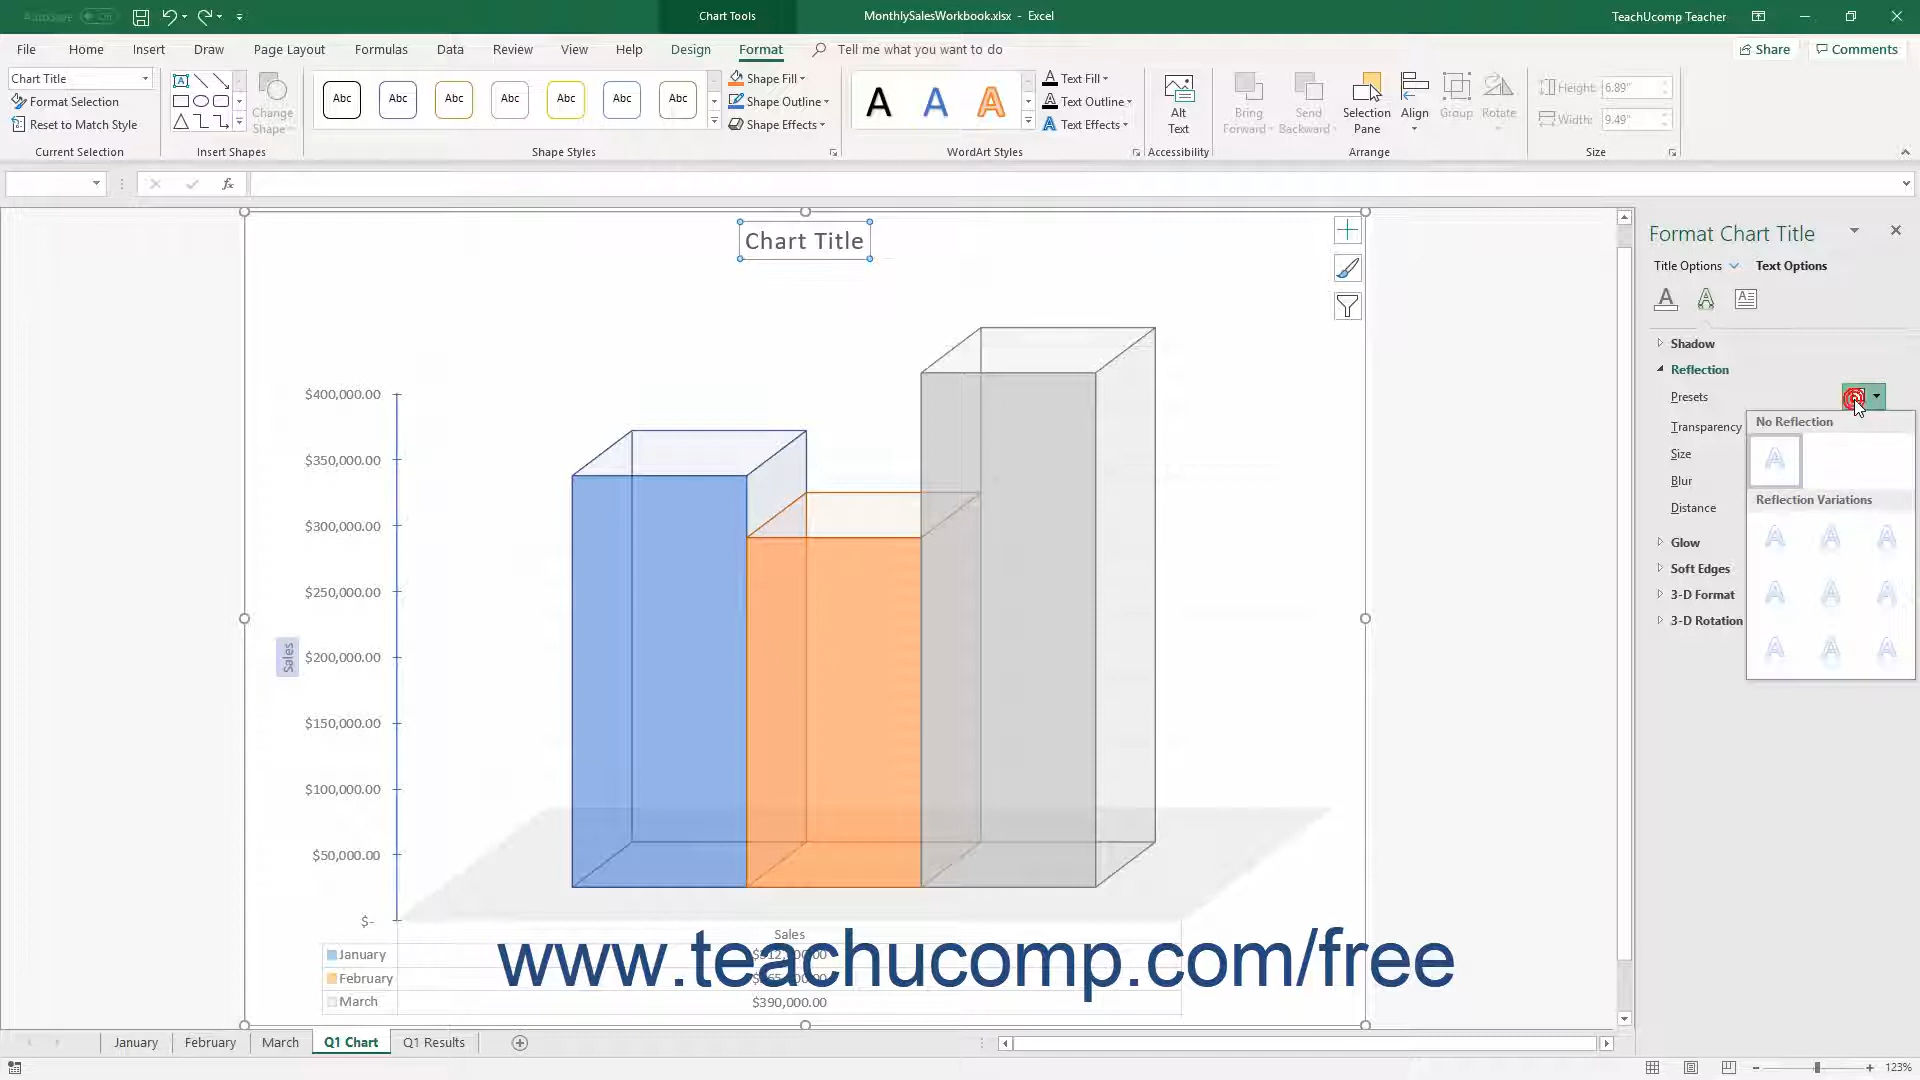 AutoSave Off
Chart Tools
MonthlySalesWorkbook.xlsx - Excel
TeachUcomp Teacher
File Home Insert Draw Page Layout Formulas Data Review View Help Design Format Tell me what you want to do Share Comments
Chart Title
Format Selection
Reset to Match Style
Current Selection
Change Shape
Insert Shapes
Abc Abc Abc Abc Abc Abc Abc
Shape Fill
Shape Outline
Shape Effects
Shape Styles
A A A
Text Fill
Text Outline
Text Effects
WordArt Styles
Alt Text
Accessibility
Bring Forward
Send Backward
Selection Pane
Align
Group
Rotate
Arrange
Height: 6.89"
Width: 9.49"
Size
fx
Chart Title
$400,000.00
$350,000.00
$300,000.00
$250,000.00
$200,000.00
$150,000.00
$100,000.00
$50,000.00
$-
Sales
Sales
January
February
March $390,000.00
www.teachucomp.com/free
Format Chart Title
Title Options Text Options
Shadow
Reflection
Presets
Transparency
Size
Blur
Distance
Glow
Soft Edges
3-D Format
3-D Rotation
No Reflection
Reflection Variations
January February March Q1 Chart Q1 Results
123%